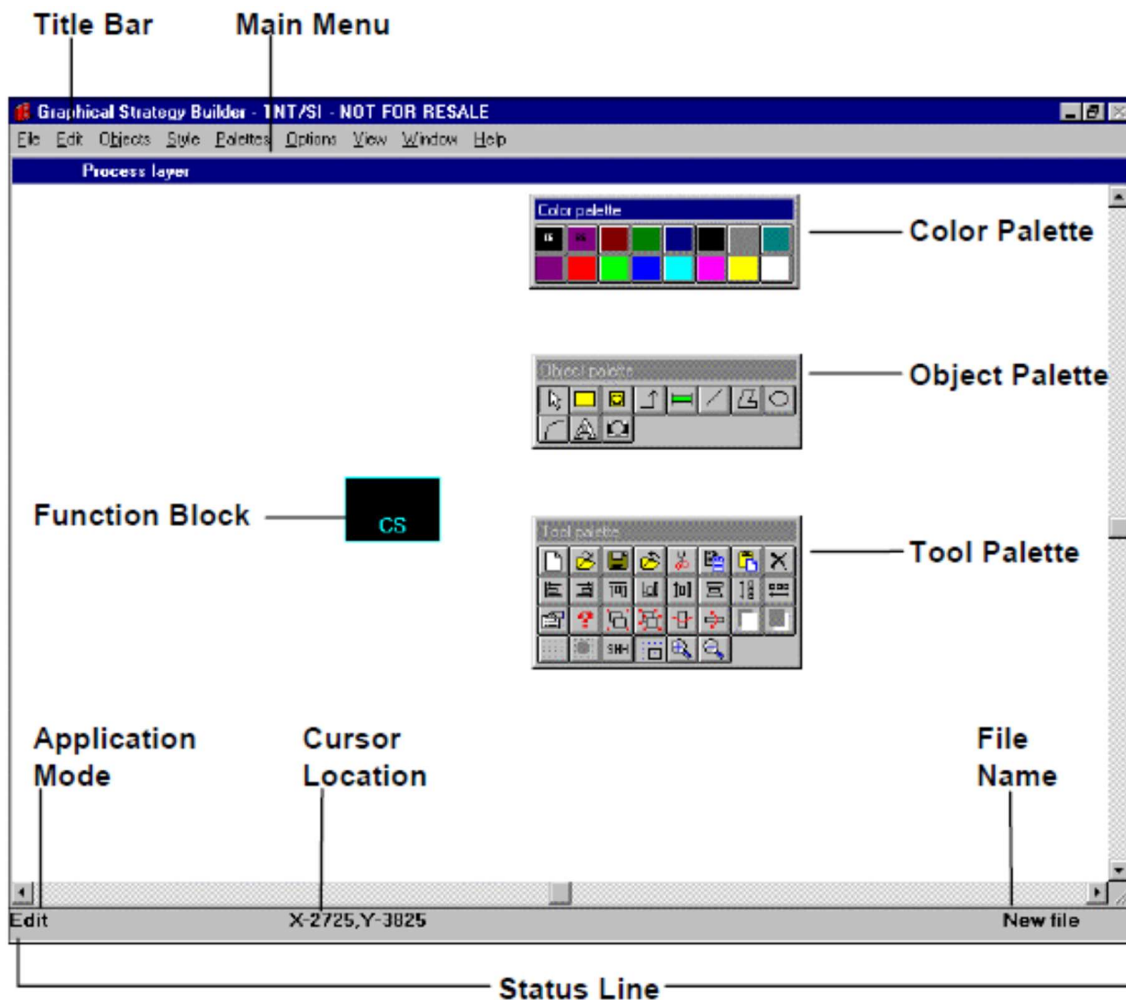 Title Bar Main Menu
Graphical Strategy Builder - TNT/SI - NOT FOR RESALE
File Edit Objects Style Palettes Options View Window Help
Process layer
Color palette
Color Palette
Object palette
Object Palette
Function Block
CS
Tool palette
Tool Palette
Application
Mode
Cursor
Location
File
Name
Edit X-2725,Y-3825 New file
Status Line